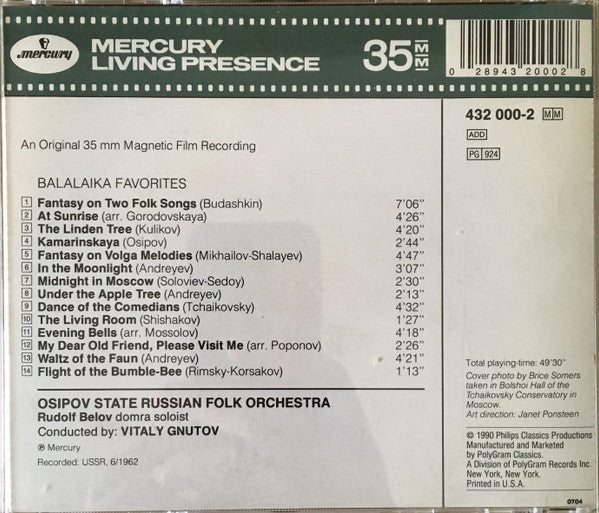 mercury
MERCURY
LIVING PRESENCE
35 MM
0 28943 20002 8
432 000-2 MM
ADD
PG 924
An Original 35 mm Magnetic Film Recording
BALALAIKA FAVORITES
1 Fantasy on Two Folk Songs (Budashkin) 7'06"
2 At Sunrise (arr. Gorodovskaya) 4'26"
3 The Linden Tree (Kulikov) 4'20"
4 Kamarinskaya (Osipov) 2'44"
5 Fantasy on Volga Melodies (Mikhailov-Shalayev) 4'47"
6 In the Moonlight (Andreyev) 3'07"
7 Midnight in Moscow (Soloviev-Sedoy) 2'30"
8 Under the Apple Tree (Andreyev) 2'13"
9 Dance of the Comedians (Tchaikovsky) 4'32"
10 The Living Room (Shishakov) 1'27"
11 Evening Bells (arr. Mossolov) 4'18"
12 My Dear Old Friend, Please Visit Me (arr. Poponov) 2'26"
13 Waltz of the Faun (Andreyev) 4'21"
14 Flight of the Bumble-Bee (Rimsky-Korsakov) 1'13"
OSIPOV STATE RUSSIAN FOLK ORCHESTRA
Rudolf Belov domra soloist
Conducted by: VITALY GNUTOV
℗ Mercury
Recorded: USSR, 6/1962
Total playing-time: 49'30"
Cover photo by Brice Somers
taken in Bolshoi Hall of the
Tchaikovsky Conservatory in
Moscow.
Art direction: Janet Ponsteen
© 1990 Philips Classics Productions
Manufactured and Marketed
by PolyGram Classics.
A Division of PolyGram Records Inc.
New York, New York.
Printed in U.S.A.
0704